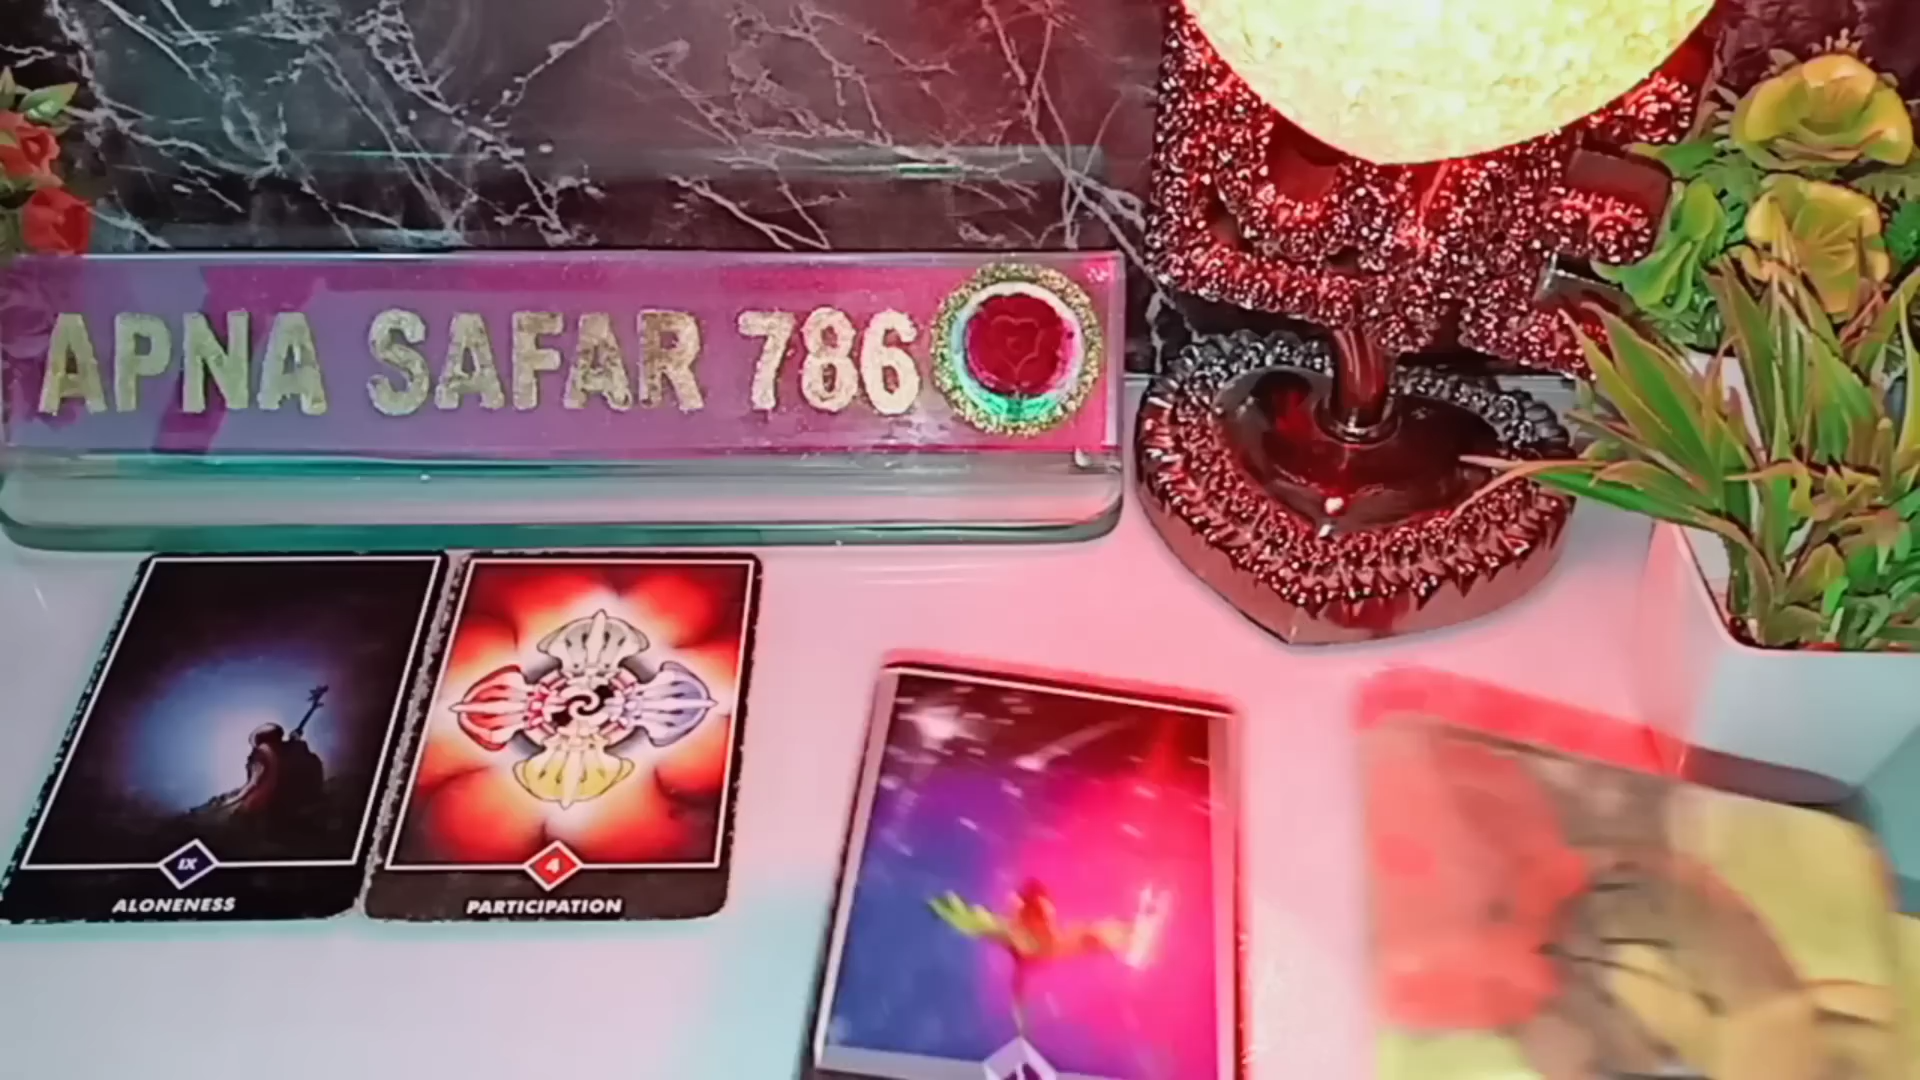 APNA SAFAR 786
IX
ALONENESS
4
PARTICIPATION